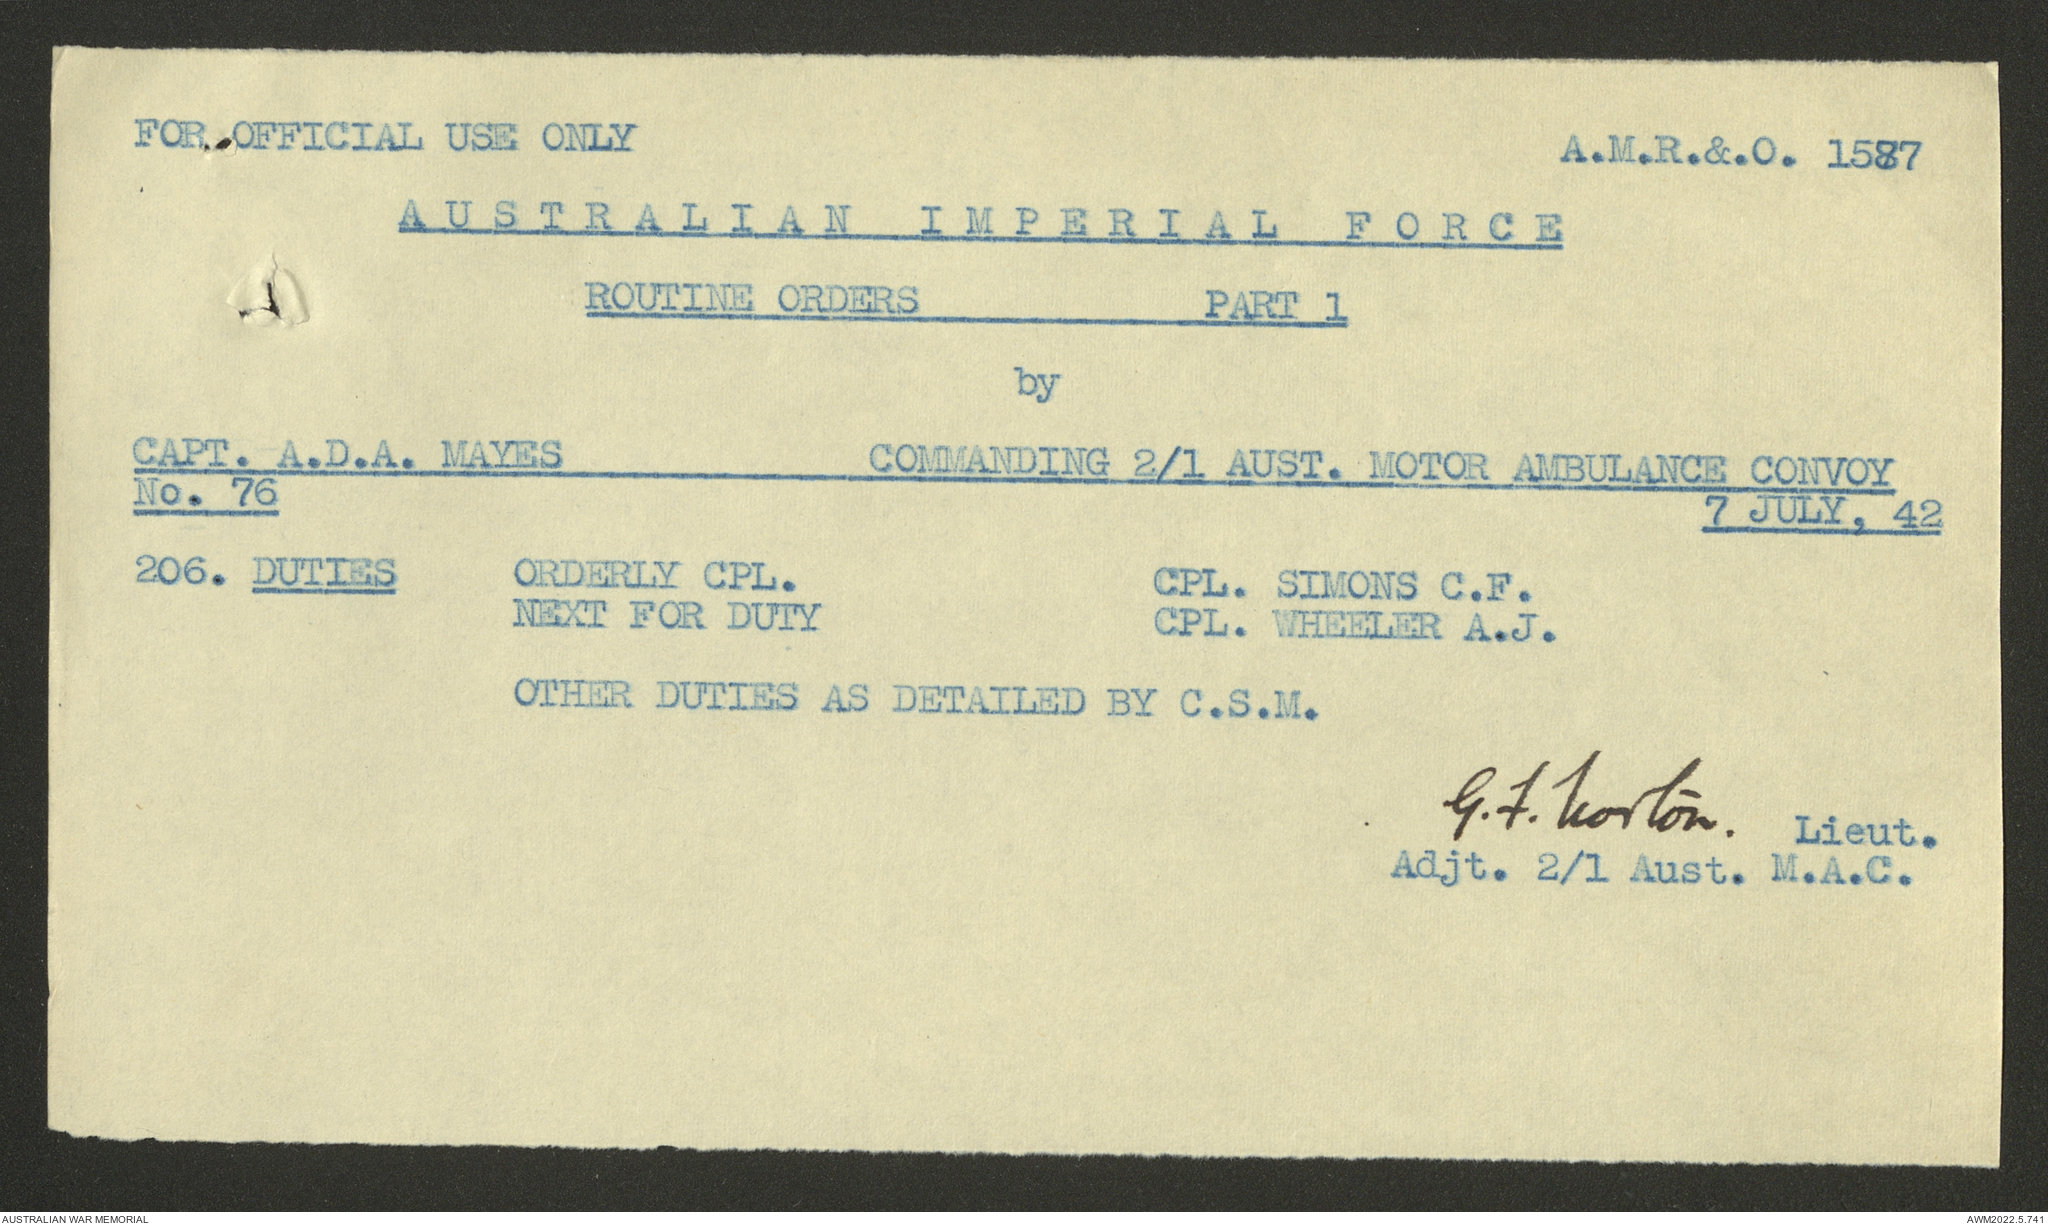 FOR OFFICIAL USE ONLY
A.M.R.&.O. 1587
AUSTRALIAN IMPERIAL FORCE
ROUTINE ORDERS PART 1
by
CAPT. A.D.A. MAYES COMMANDING 2/1 AUST. MOTOR AMBULANCE CONVOY
No. 76 7 JULY, 42
206. DUTIES ORDERLY CPL. CPL. SIMONS C.F.
NEXT FOR DUTY CPL. WHEELER A.J.
OTHER DUTIES AS DETAILED BY C.S.M.
G.F. Norton. Lieut.
Adjt. 2/1 Aust. M.A.C.
AUSTRALIAN WAR MEMORIAL AWM2022.5.741